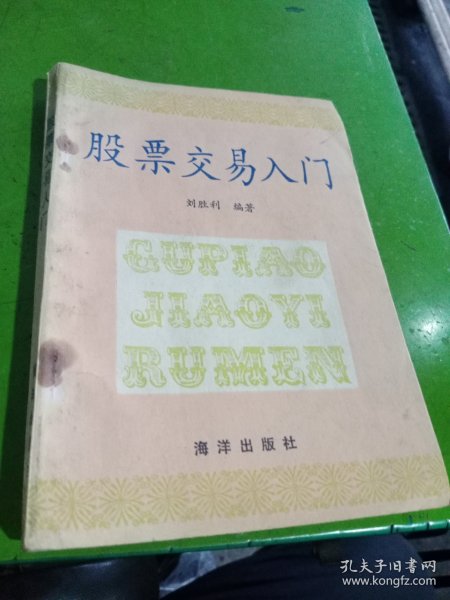 股票交易入门
刘胜利 编著
GUPIAO
JIAOYI
RUMEN
海洋出版社
孔夫子旧书网
www.kongfz.com